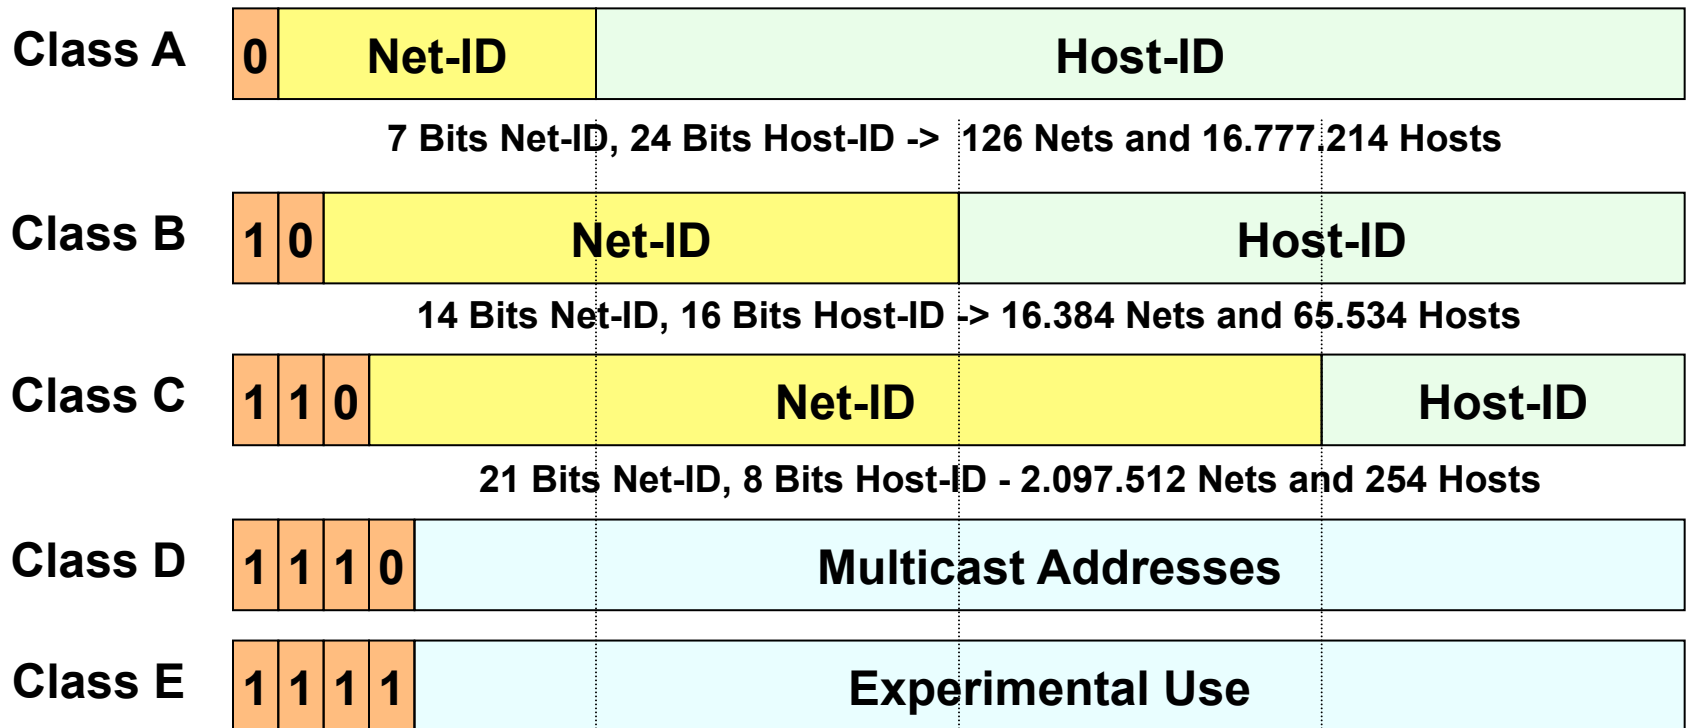 Class A 0 Net-ID Host-ID
7 Bits Net-ID, 24 Bits Host-ID -> 126 Nets and 16.777.214 Hosts
Class B 1 0 Net-ID Host-ID
14 Bits Net-ID, 16 Bits Host-ID -> 16.384 Nets and 65.534 Hosts
Class C 1 1 0 Net-ID Host-ID
21 Bits Net-ID, 8 Bits Host-ID - 2.097.512 Nets and 254 Hosts
Class D 1 1 1 0 Multicast Addresses
Class E 1 1 1 1 Experimental Use